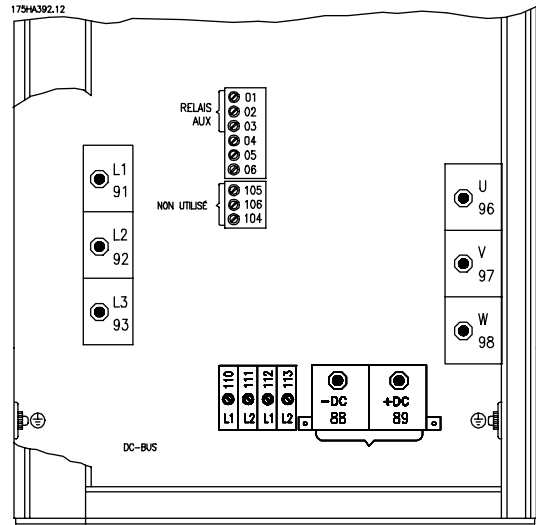 175HA392.12
RELAIS
AUX
01
02
03
04
05
06
NON UTILISÉ
105
106
104
L1
91
L2
92
L3
93
U
96
V
97
W
98
110 111 112 113
L1 L2 L1 L2
-DC +DC
88 89
DC-BUS